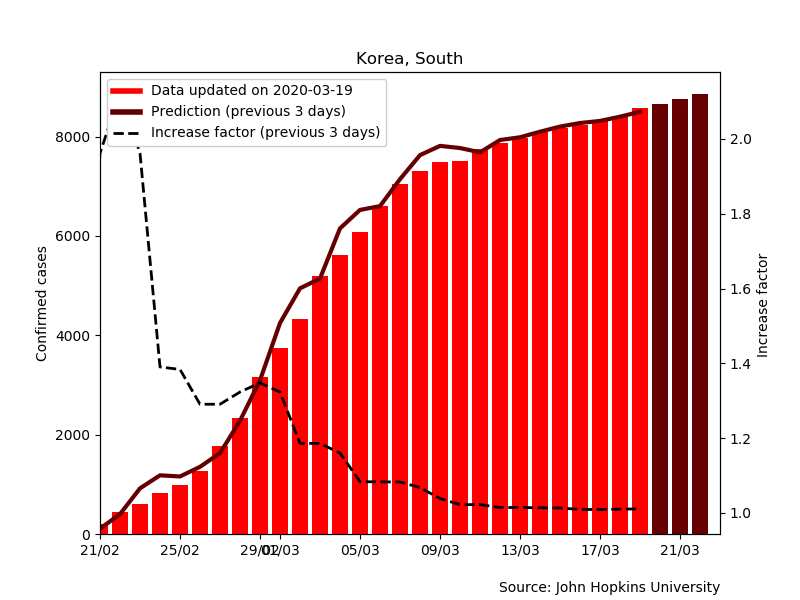 Korea, South
Data updated on 2020-03-19
Prediction (previous 3 days)
Increase factor (previous 3 days)
8000
6000
4000
2000
0
Confirmed cases
2.0
1.8
1.6
1.4
1.2
1.0
Increase factor
21/02 25/02 29/02 01/03 05/03 09/03 13/03 17/03 21/03
Source: John Hopkins University